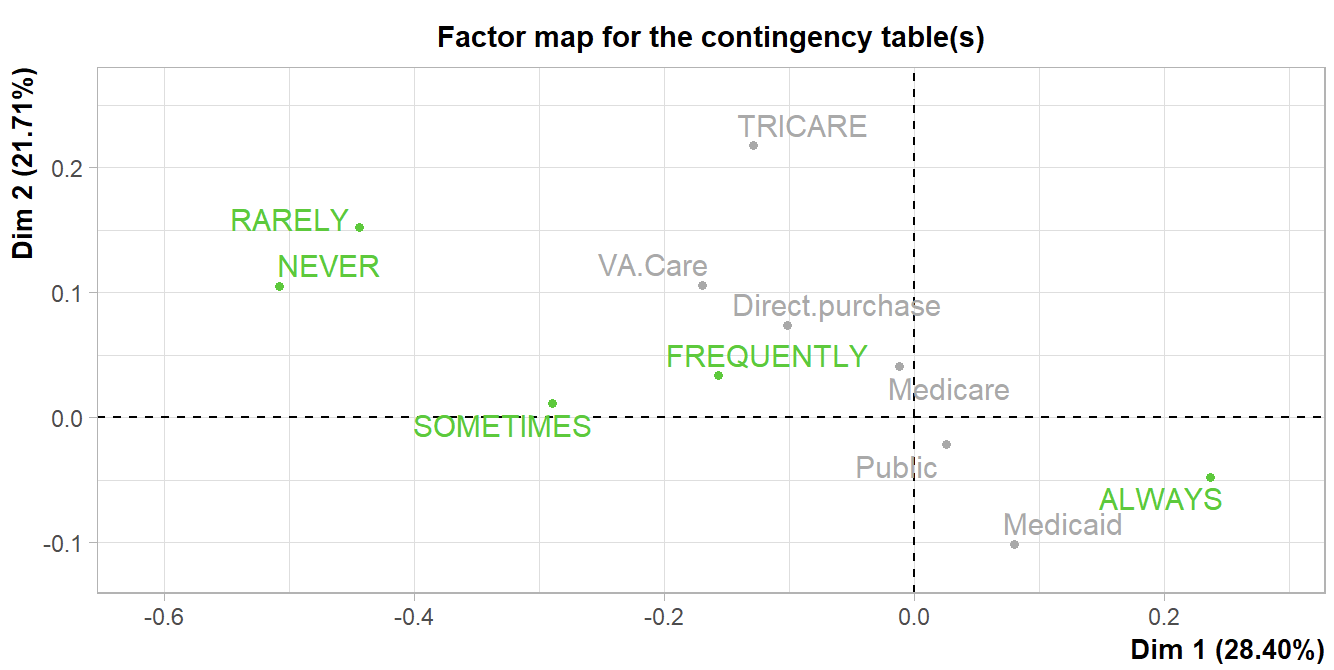 Factor map for the contingency table(s)
Dim 2 (21.71%)
0.2
0.1
0.0
-0.1
TRICARE
RARELY
NEVER
VA.Care
Direct.purchase
FREQUENTLY
Medicare
SOMETIMES
Public
ALWAYS
Medicaid
-0.6
-0.4
-0.2
0.0
0.2
Dim 1 (28.40%)